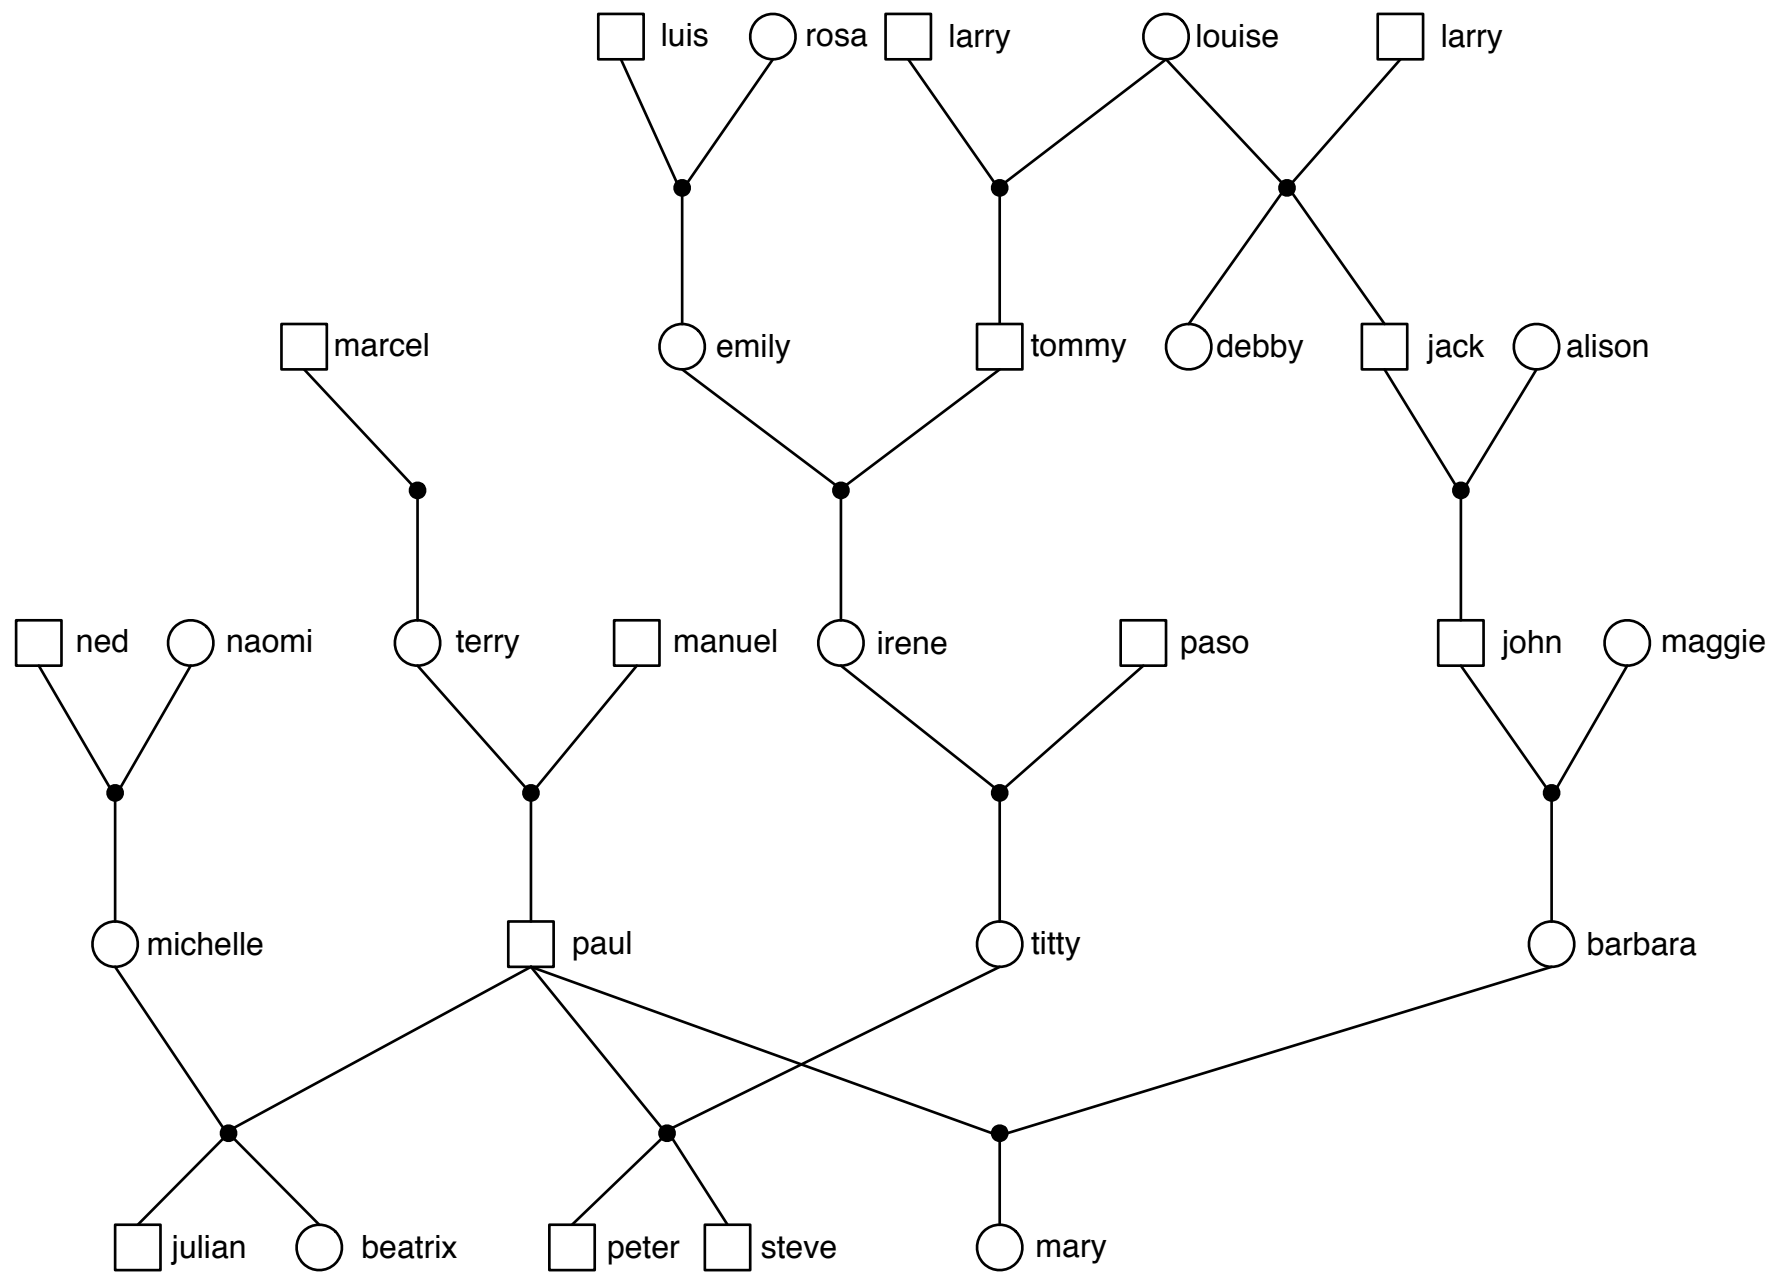 luis rosa larry louise larry
marcel emily tommy debby jack alison
ned naomi terry manuel irene paso john maggie
michelle paul titty barbara
julian beatrix peter steve mary